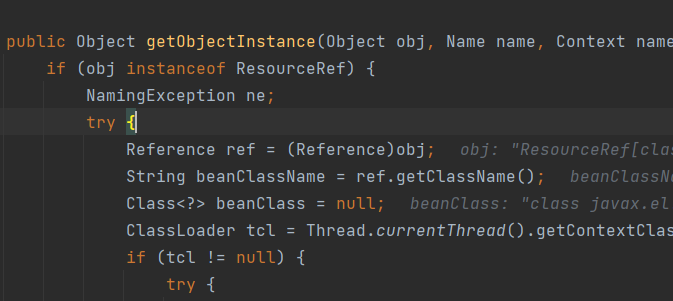 public Object getObjectInstance(Object obj, Name name, Context name
if (obj instanceof ResourceRef) {
NamingException ne;
try {
Reference ref = (Reference)obj; obj: "ResourceRef[clas
String beanClassName = ref.getClassName(); beanClassNa
Class<?> beanClass = null; beanClass: "class javax.el
ClassLoader tcl = Thread.currentThread().getContextClas
if (tcl != null) {
try {